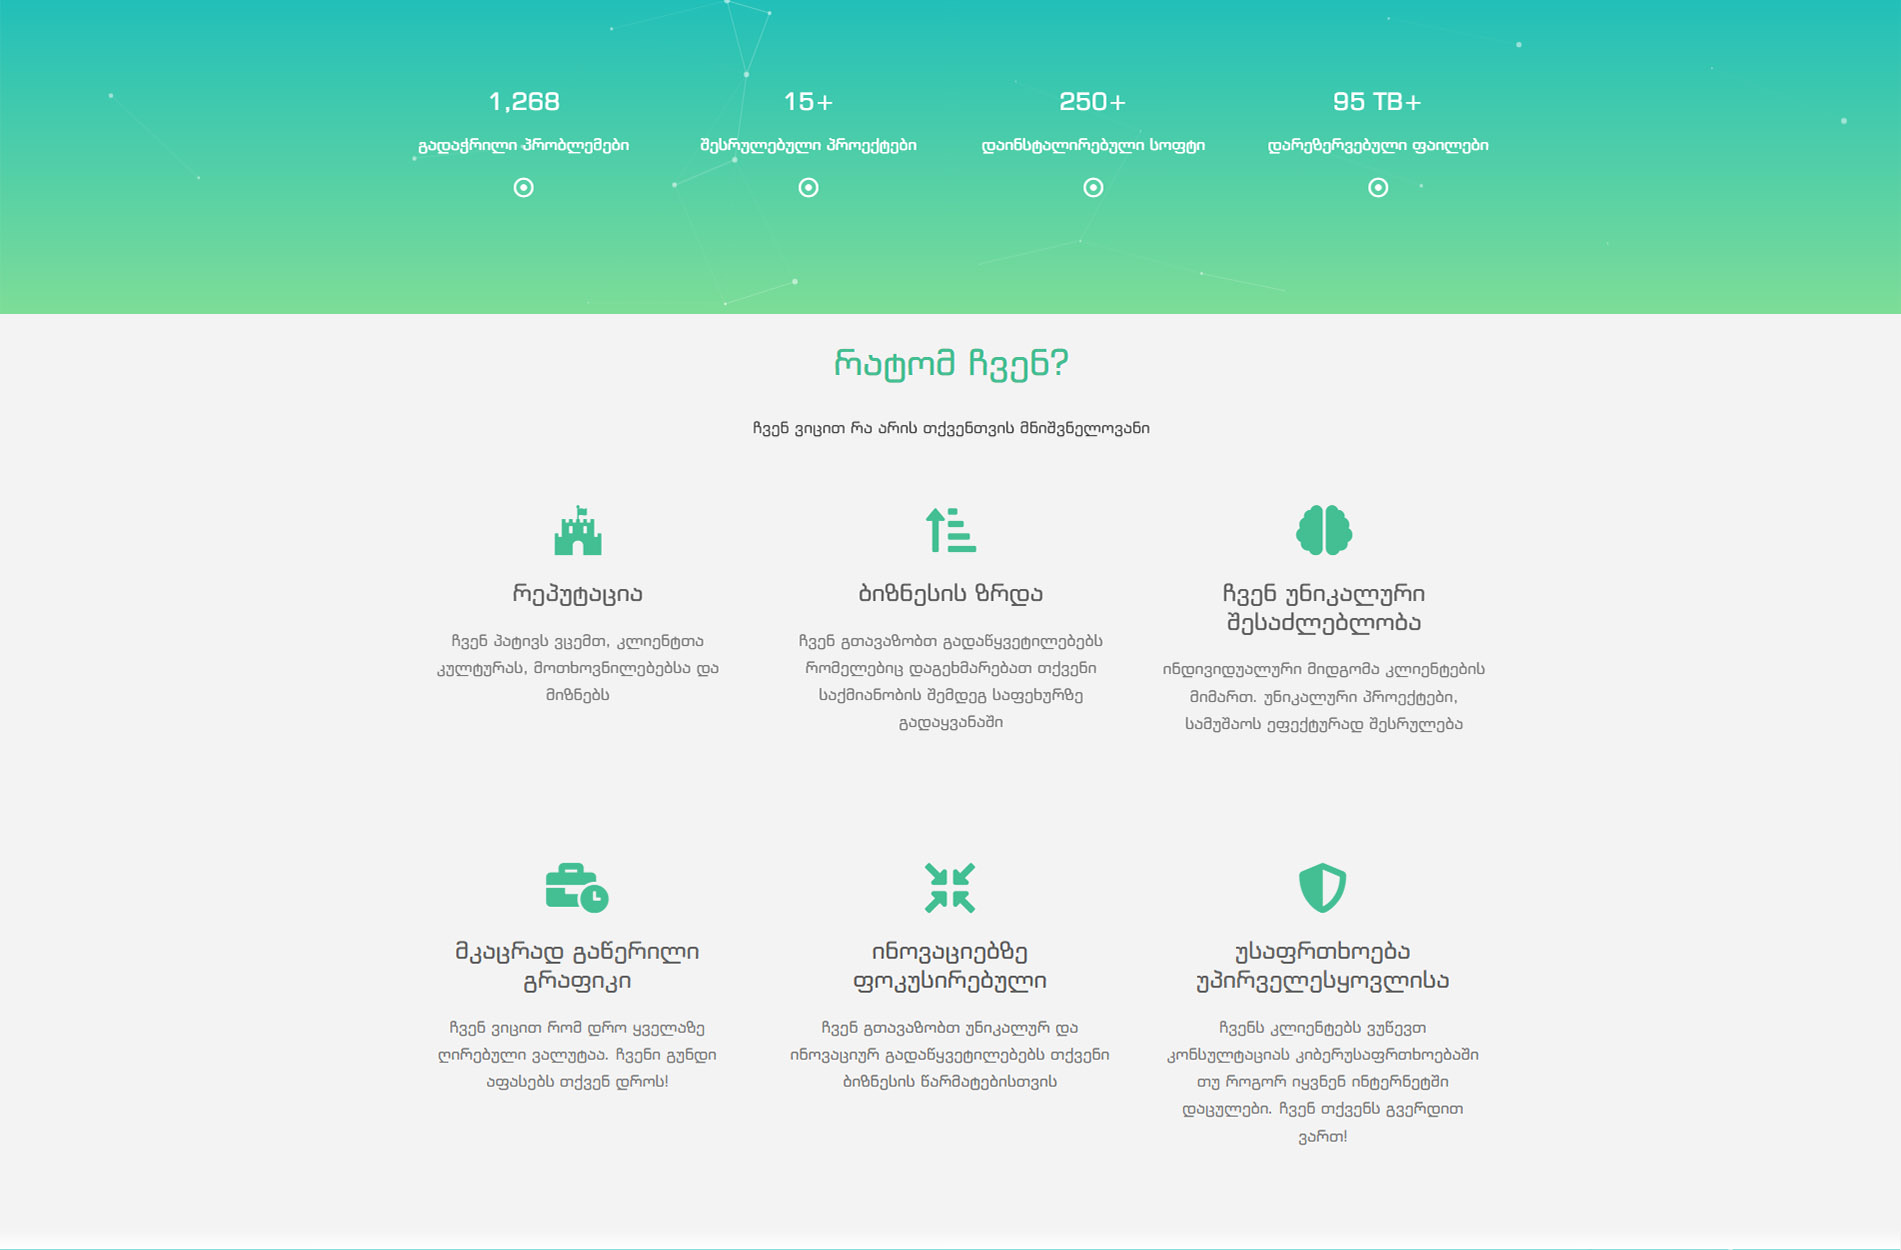 1,268
15+
250+
95 TB+
გადაჭრილი პრობლემები
შესრულებული პროექტები
დაინსტალირებული სოფტი
დარეზერვებული ფაილები
რატომ ჩვენ?
ჩვენ ვიცით რა არის თქვენთვის მნიშვნელოვანი
რეპუტაცია
ჩვენ პატივს ვცემთ, კლიენტთა
კულტურას, მოთხოვნილებებსა და
მიზნებს
ბიზნესის ზრდა
ჩვენ გთავაზობთ გადაწყვეტილებებს
რომელებიც დაგეხმარებათ თქვენი
საქმიანობის შემდეგ საფეხურზე
გადაყვანაში
ჩვენ უნიკალური
შესაძლებლობა
ინდივიდუალური მიდგომა კლიენტების
მიმართ. უნიკალური პროექტები,
სამუშაოს ეფექტურად შესრულება
მკაცრად გაწერილი
გრაფიკი
ჩვენ ვიცით რომ დრო ყველაზე
ღირებული ვალუტაა. ჩვენი გუნდი
აფასებს თქვენ დროს!
ინოვაციებზე
ფოკუსირებული
ჩვენ გთავაზობთ უნიკალურ და
ინოვაციურ გადაწყვეტილებებს თქვენი
ბიზნესის წარმატებისთვის
უსაფრთხოება
უპირველესყოვლისა
ჩვენს კლიენტებს ვუწევთ
კონსულტაციას კიბერუსაფრთხოებაში
თუ როგორ იყვნენ ინტერნეტში
დაცულები. ჩვენ თქვენს გვერდით
ვართ!